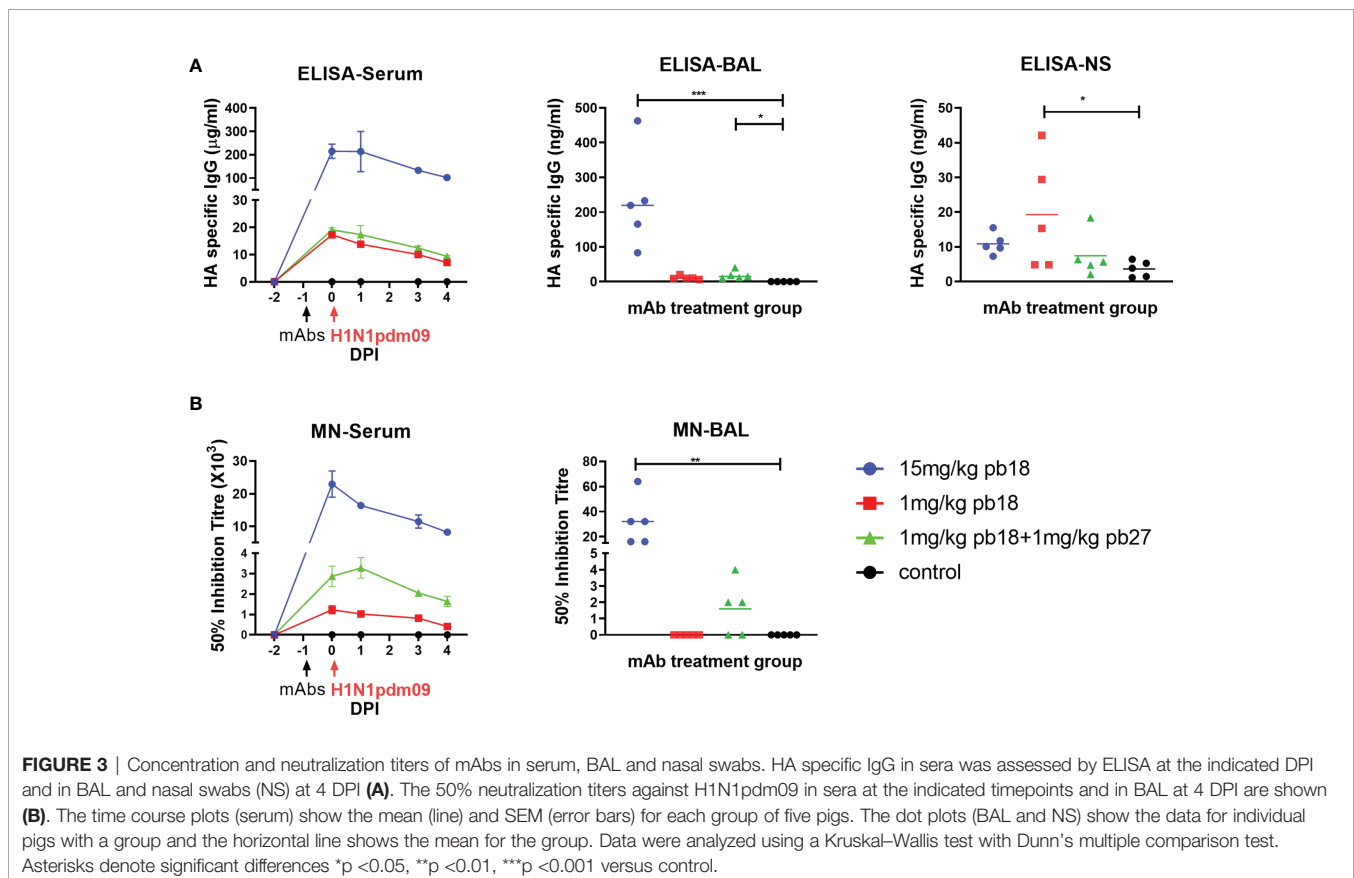 A
ELISA-Serum
HA specific IgG (µg/ml)
400
300
200
100
30
20
10
0
-2 -1 0 1 3 4
mAbs H1N1pdm09
DPI
ELISA-BAL
HA specific IgG (ng/ml)
500
400
300
200
100
0
***
*
mAb treatment group
ELISA-NS
HA specific IgG (ng/ml)
50
40
30
20
10
0
*
mAb treatment group
B
MN-Serum
50% Inhibition Titre (X10³)
30
20
10
4
3
2
1
0
-2 -1 0 1 3 4
mAbs H1N1pdm09
DPI
MN-BAL
50% Inhibition Titre
80
60
40
20
5
4
3
2
1
0
**
mAb treatment group
15mg/kg pb18
1mg/kg pb18
1mg/kg pb18+1mg/kg pb27
control
FIGURE 3 | Concentration and neutralization titers of mAbs in serum, BAL and nasal swabs. HA specific IgG in sera was assessed by ELISA at the indicated DPI
and in BAL and nasal swabs (NS) at 4 DPI (A). The 50% neutralization titers against H1N1pdm09 in sera at the indicated timepoints and in BAL at 4 DPI are shown
(B). The time course plots (serum) show the mean (line) and SEM (error bars) for each group of five pigs. The dot plots (BAL and NS) show the data for individual
pigs with a group and the horizontal line shows the mean for the group. Data were analyzed using a Kruskal–Wallis test with Dunn's multiple comparison test.
Asterisks denote significant differences *p <0.05, **p <0.01, ***p <0.001 versus control.